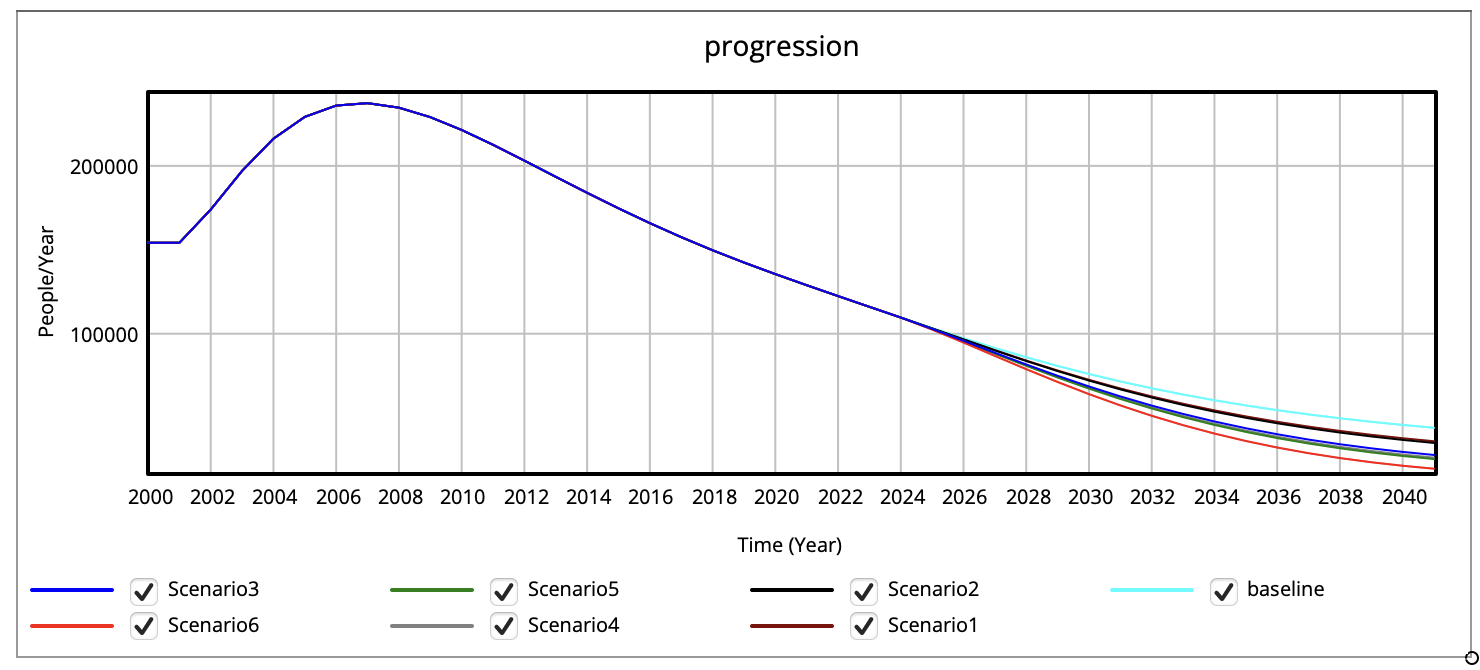 progression
200000
100000
People/Year
2000 2002 2004 2006 2008 2010 2012 2014 2016 2018 2020 2022 2024 2026 2028 2030 2032 2034 2036 2038 2040
Time (Year)
Scenario3 Scenario5 Scenario2 baseline
Scenario6 Scenario4 Scenario1